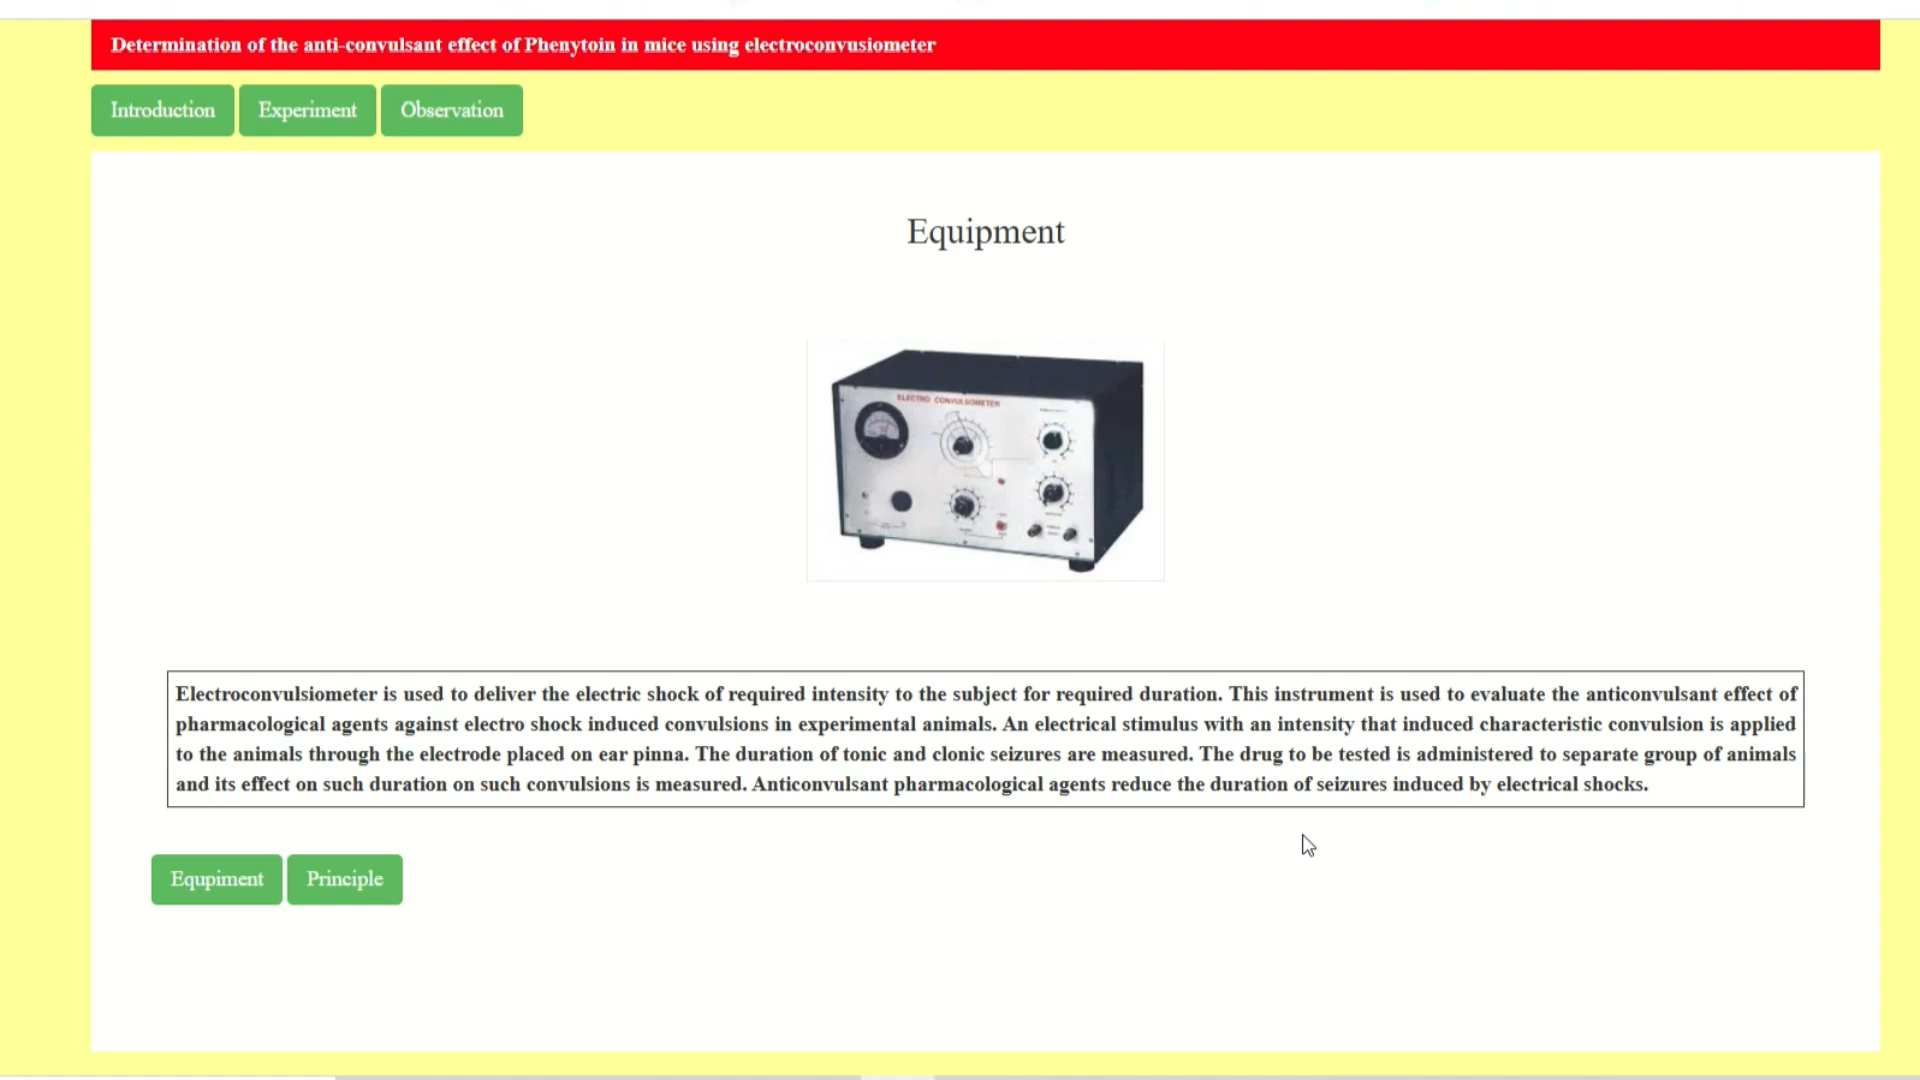 Determination of the anti-convulsant effect of Phenytoin in mice using electroconvusiometer
Introduction
Experiment
Observation
Equipment
ELECTRO CONVULSOMETER
Electroconvulsiometer is used to deliver the electric shock of required intensity to the subject for required duration. This instrument is used to evaluate the anticonvulsant effect of
pharmacological agents against electro shock induced convulsions in experimental animals. An electrical stimulus with an intensity that induced characteristic convulsion is applied
to the animals through the electrode placed on ear pinna. The duration of tonic and clonic seizures are measured. The drug to be tested is administered to separate group of animals
and its effect on such duration on such convulsions is measured. Anticonvulsant pharmacological agents reduce the duration of seizures induced by electrical shocks.
Equpiment
Principle